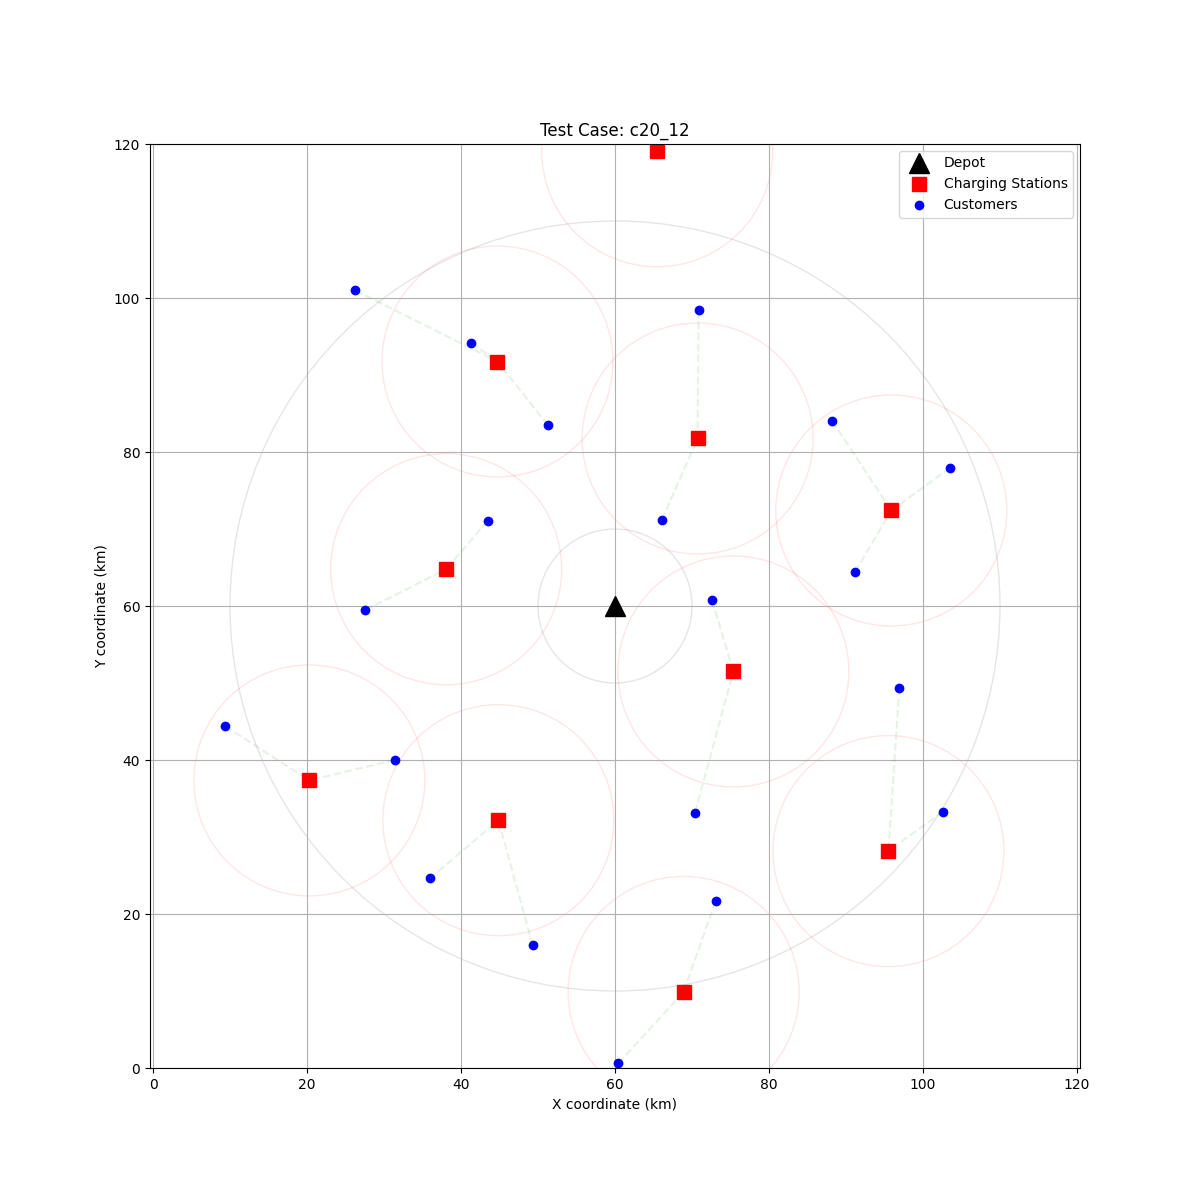 Test Case: c20_12
Depot
Charging Stations
Customers
120
100
80
60
40
20
0
Y coordinate (km)
0 20 40 60 80 100 120
X coordinate (km)